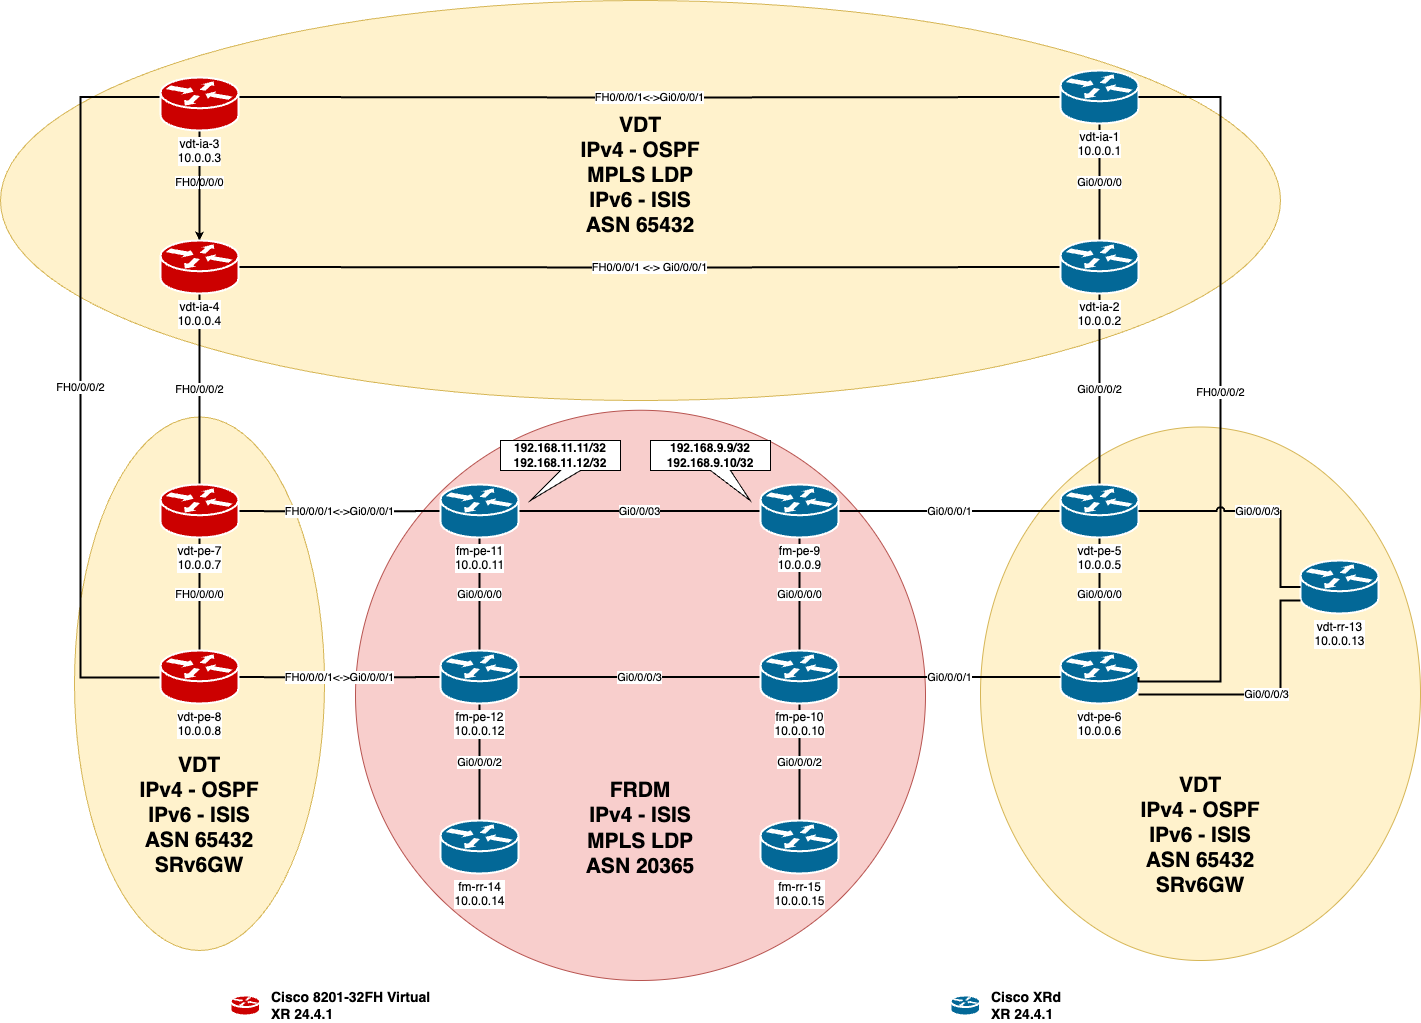 FH0/0/0/1<->Gi0/0/0/1
VDT
IPv4 - OSPF
MPLS LDP
IPv6 - ISIS
ASN 65432
vdt-ia-3
10.0.0.3
vdt-ia-1
10.0.0.1
FH0/0/0/0
Gi0/0/0/0
FH0/0/0/1 <-> Gi0/0/0/1
vdt-ia-4
10.0.0.4
vdt-ia-2
10.0.0.2
FH0/0/0/2
FH0/0/0/2
Gi0/0/0/2
FH0/0/0/2
192.168.11.11/32
192.168.11.12/32
192.168.9.9/32
192.168.9.10/32
FH0/0/0/1<->Gi0/0/0/1
Gi0/0/03
Gi0/0/0/1
Gi0/0/0/3
vdt-pe-7
10.0.0.7
fm-pe-11
10.0.0.11
fm-pe-9
10.0.0.9
vdt-pe-5
10.0.0.5
FH0/0/0/0
Gi0/0/0/0
Gi0/0/0/0
Gi0/0/0/0
vdt-rr-13
10.0.0.13
FH0/0/0/1<->Gi0/0/0/1
Gi0/0/0/3
Gi0/0/0/1
Gi0/0/0/3
vdt-pe-8
10.0.0.8
fm-pe-12
10.0.0.12
fm-pe-10
10.0.0.10
vdt-pe-6
10.0.0.6
Gi0/0/0/2
Gi0/0/0/2
VDT
IPv4 - OSPF
IPv6 - ISIS
ASN 65432
SRv6GW
FRDM
IPv4 - ISIS
MPLS LDP
ASN 20365
VDT
IPv4 - OSPF
IPv6 - ISIS
ASN 65432
SRv6GW
fm-rr-14
10.0.0.14
fm-rr-15
10.0.0.15
Cisco 8201-32FH Virtual
XR 24.4.1
Cisco XRd
XR 24.4.1